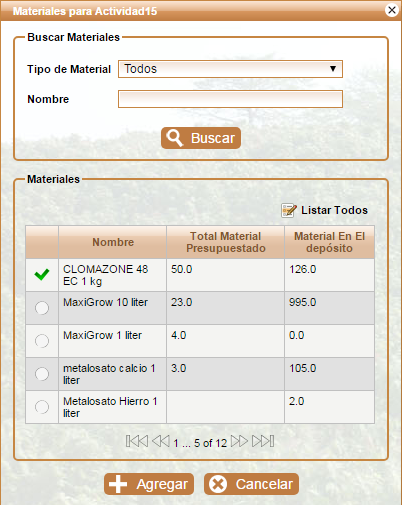 Materiales para Actividad15
Buscar Materiales
Tipo de Material Todos
Nombre
Buscar
Materiales
Listar Todos
Nombre Total Material Presupuestado Material En El depósito
CLOMAZONE 48 EC 1 kg 50.0 126.0
MaxiGrow 10 liter 23.0 995.0
MaxiGrow 1 liter 4.0 0.0
metalosato calcio 1 liter 3.0 105.0
Metalosato Hierro 1 liter 2.0
1 ... 5 of 12
Agregar Cancelar